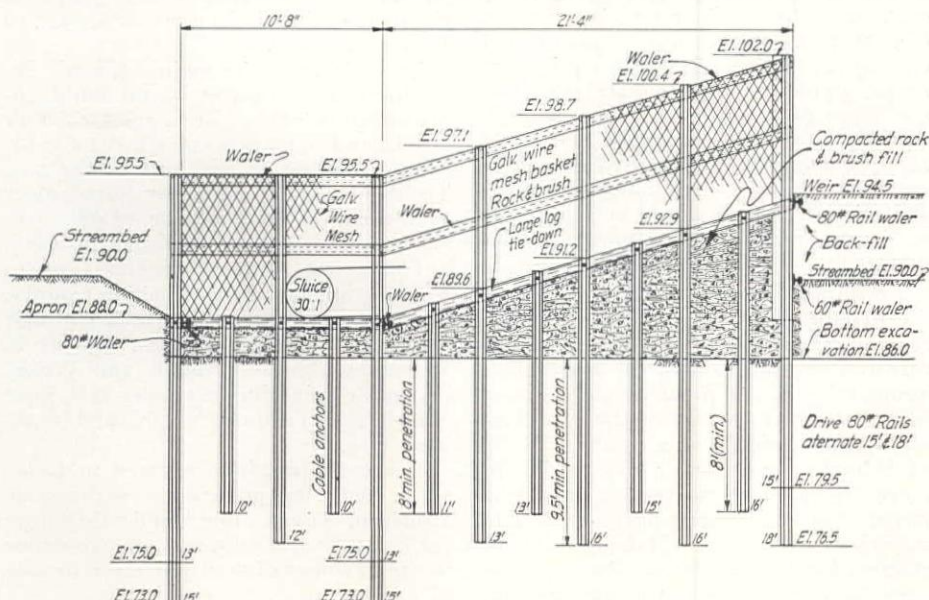 10'-8"
21'-4"
El. 102.0
Waler
El. 100.4
El. 98.7
El. 97.1
Compacted rock
& brush fill
El. 95.5
Waler
El. 95.5
Galv. wire
mesh basket
Rock & brush
Galv.
Wire
Mesh
Weir El. 94.5
80# Rail waler
Waler
El. 92.9
Large log
tie-down
Streambed
El. 90.0
Back-fill
El. 91.2
Sluice
30"
Streambed El. 90.0
El. 89.6
Apron El. 88.0
Waler
60# Rail waler
80# Waler
Bottom exca-
vation El. 86.0
Cable anchors
8' min. penetration
9.5' min. penetration
8' (min.)
Drive 80# Rails
aternate 15' & 18'
15'
El. 79.5
10'
10'
11'
13'
15'
16'
12'
13'
16'
16'
18'
El. 76.5
El. 75.0
13'
El. 75.0
13'
El. 73.0
15'
El. 73.0
15'